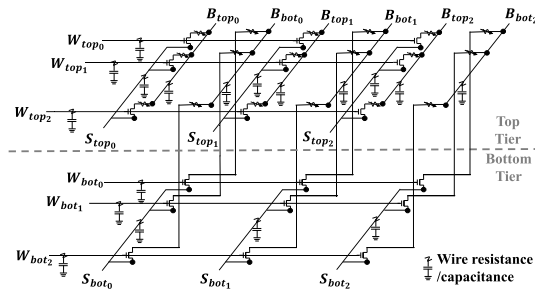 B_top0 B_bot0 B_top1 B_bot1 B_top2 B_bot2
W_top0
W_top1
W_top2
S_top0 S_top1 S_top2
Top
Tier
Bottom
Tier
W_bot0
W_bot1
W_bot2
S_bot0 S_bot1 S_bot2
Wire resistance
/capacitance